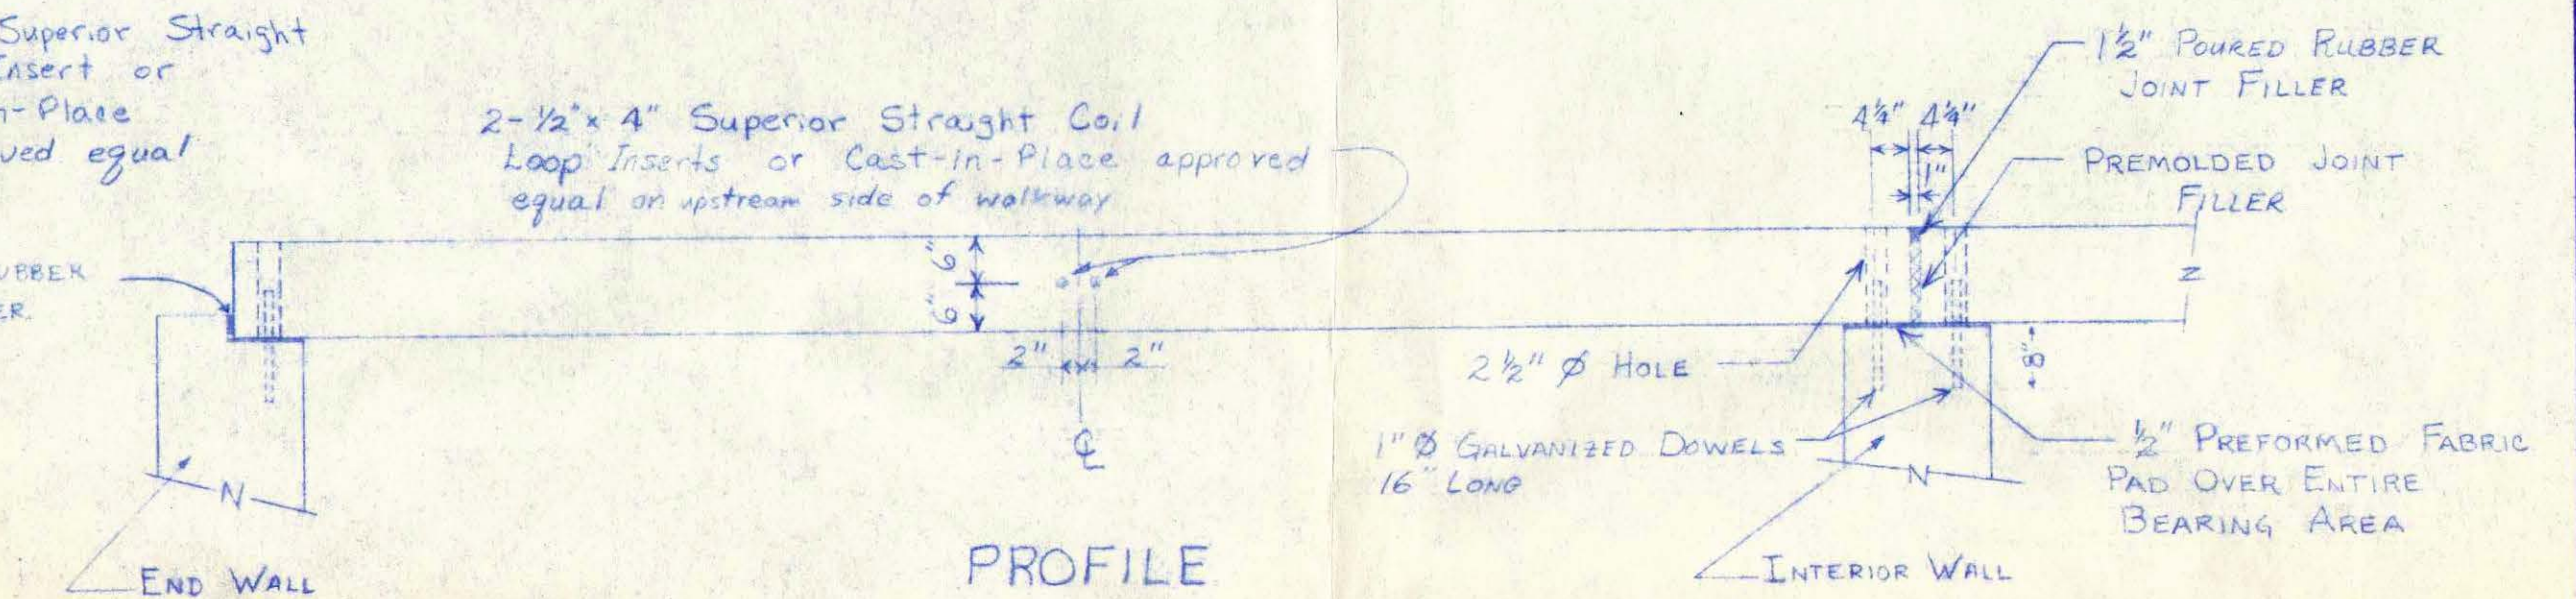 Superior Straight
Insert or
n-Place
ved equal
2-½"x 4" Superior Straight Coil
Loop Inserts or Cast-in-Place approved
equal on upstream side of walkway
1½" POURED RUBBER
JOINT FILLER
4¼" 4¼"
1"
PREMOLDED JOINT
FILLER
UBBER
ER.
6"
6"
2" 2"
2½" Ø HOLE
8"
N
℄
1" Ø GALVANIZED DOWELS
16" LONG
½" PREFORMED FABRIC
PAD OVER ENTIRE
BEARING AREA
N
N
PROFILE
END WALL
INTERIOR WALL